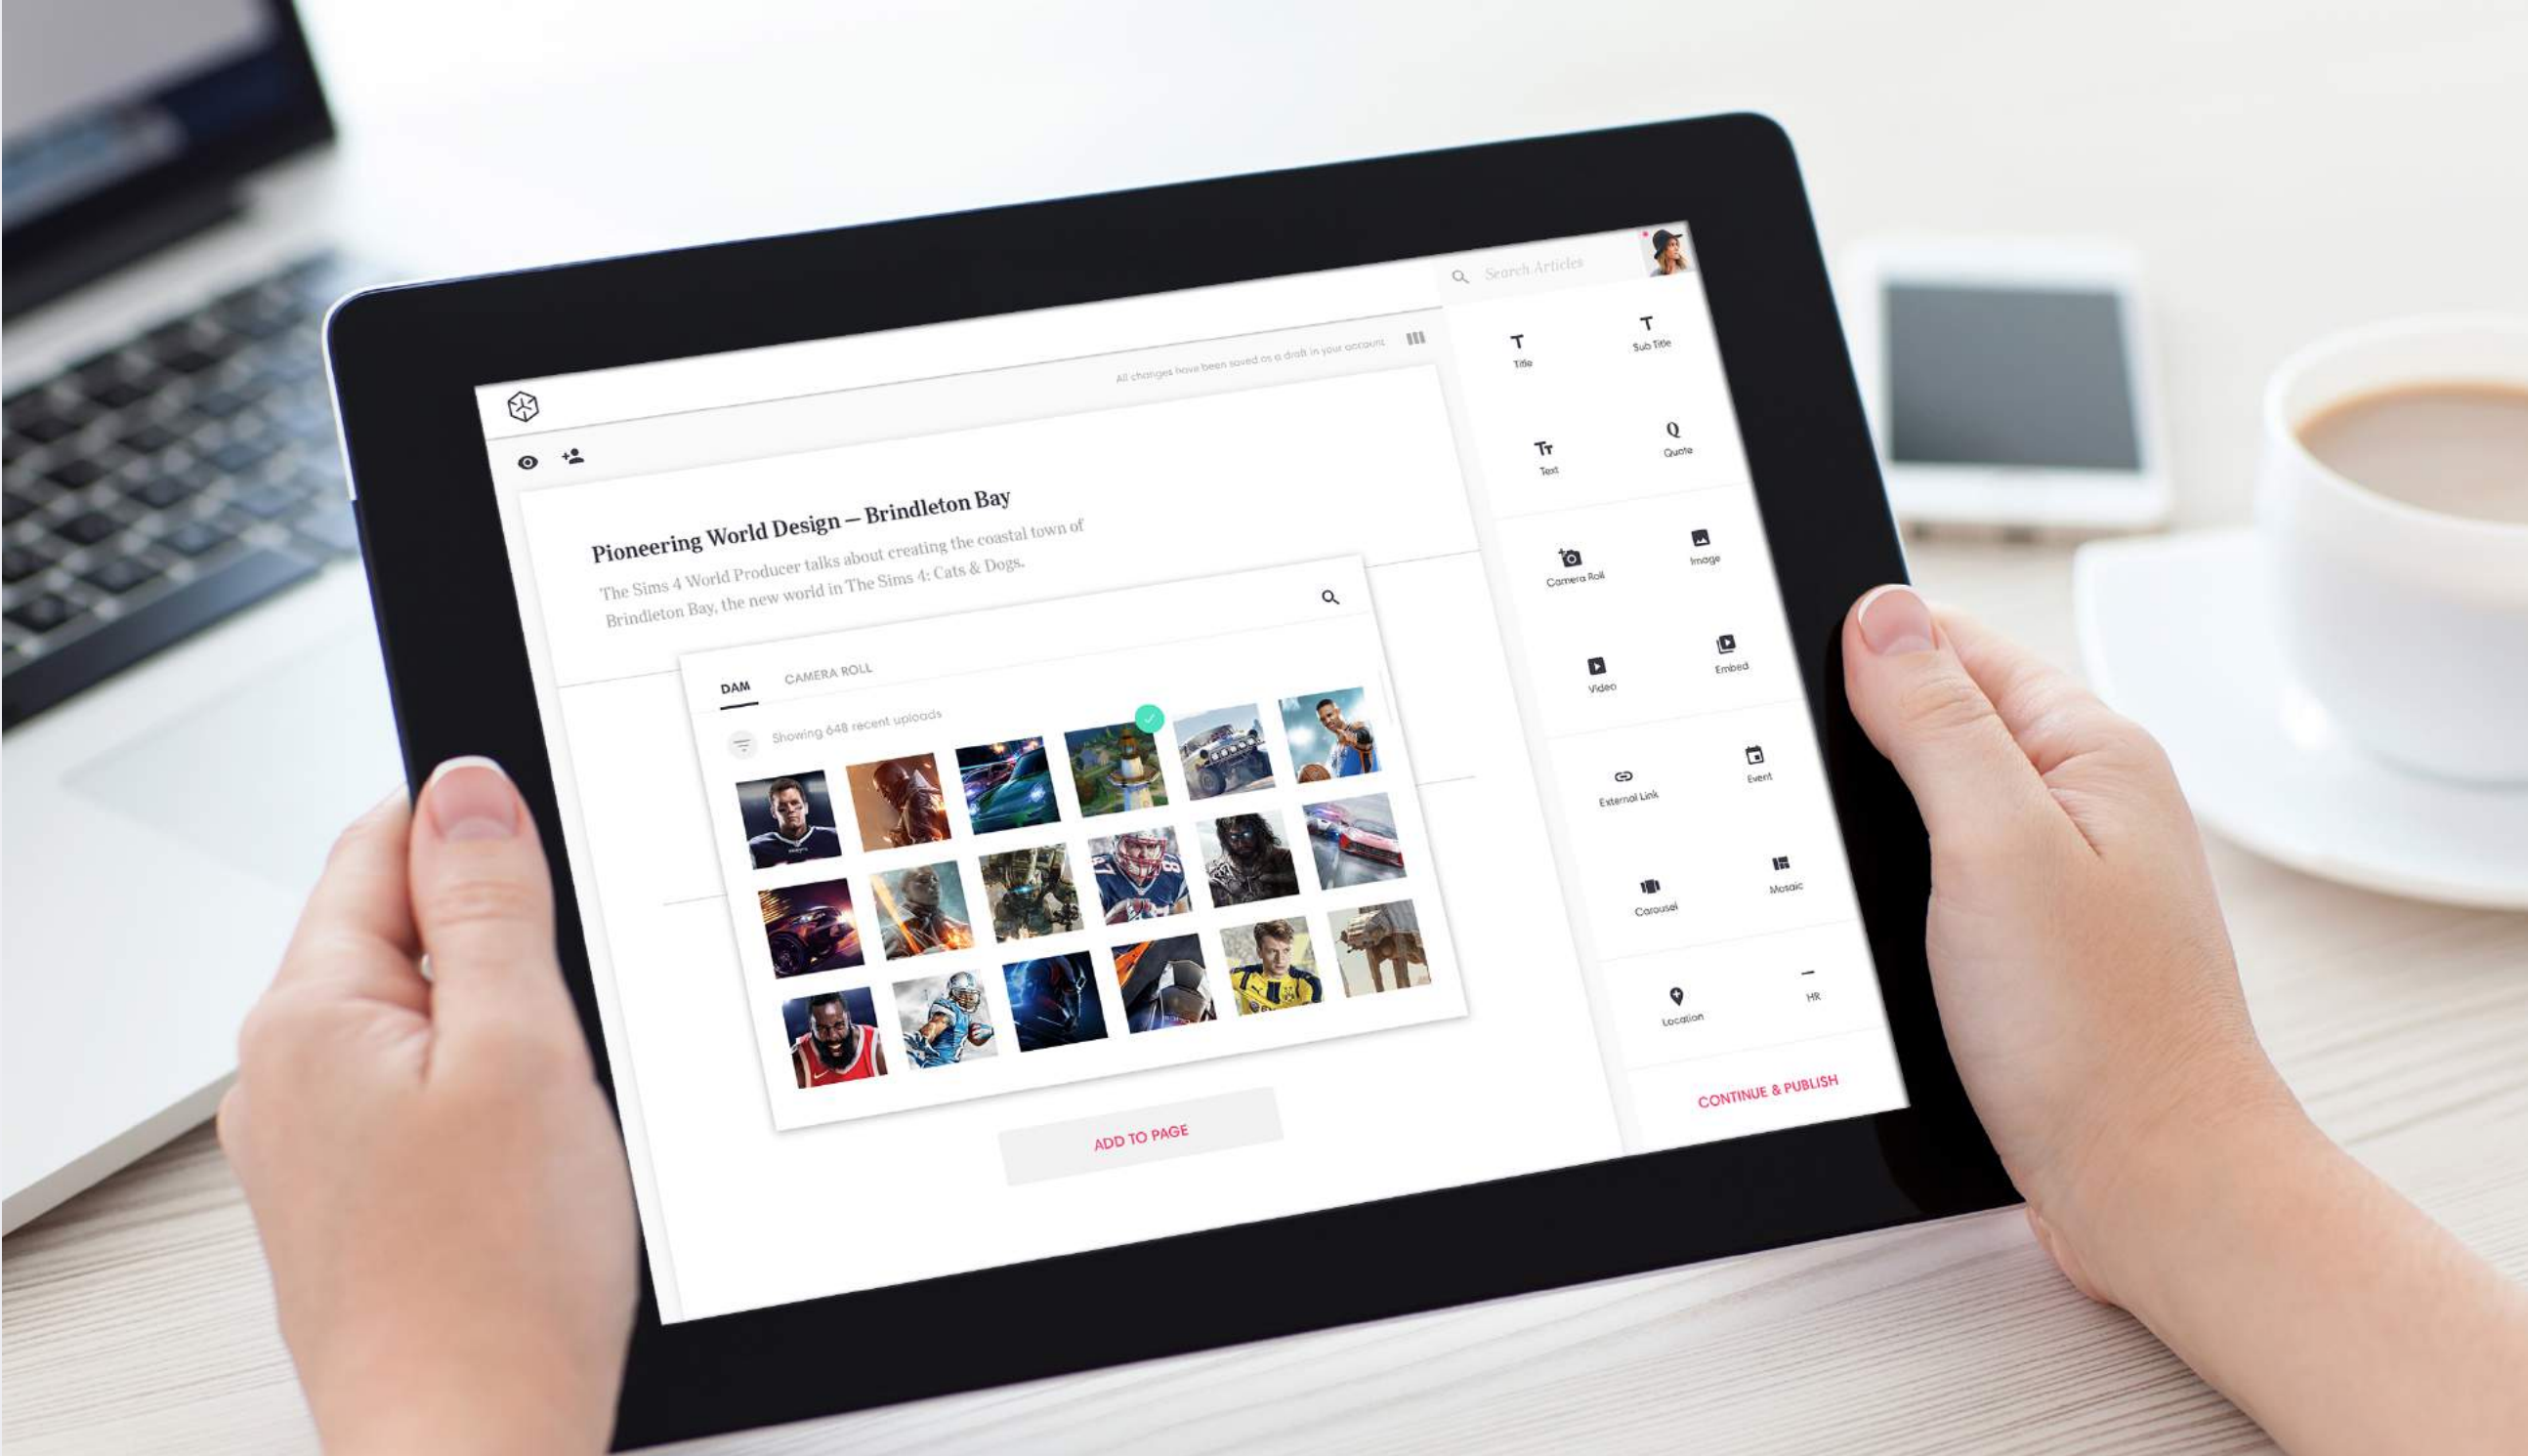 Search Articles
All changes have been saved as a draft in your account
Pioneering World Design — Brindleton Bay
The Sims 4 World Producer talks about creating the coastal town of
Brindleton Bay, the new world in The Sims 4: Cats & Dogs.
DAM
CAMERA ROLL
Showing 648 recent uploads
ADD TO PAGE
Title
Sub Title
Text
Q
Quote
Camera Roll
Image
Video
Embed
External Link
Event
Carousel
Mosaic
Location
HR
CONTINUE & PUBLISH